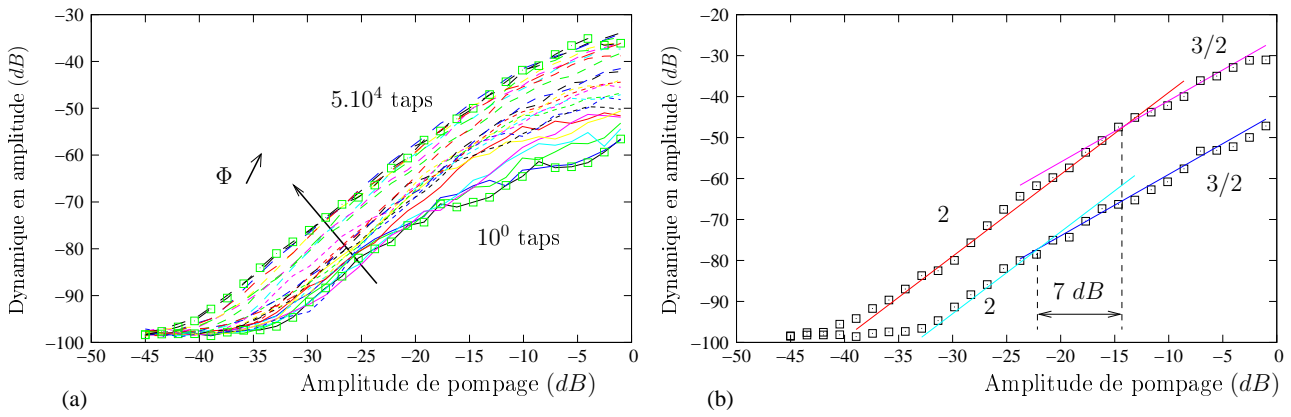 −30
−40
−50
−60
−70
−80
−90
−100
−50 −45 −40 −35 −30 −25 −20 −15 −10 −5 0
Dynamique en amplitude (dB)
Amplitude de pompage (dB)
5.10⁴ taps
Φ
10⁰ taps
(a)
−20
−30
−40
−50
−60
−70
−80
−90
−100
−50 −45 −40 −35 −30 −25 −20 −15 −10 −5 0
Dynamique en amplitude (dB)
Amplitude de pompage (dB)
3/2
2
3/2
2
7 dB
(b)